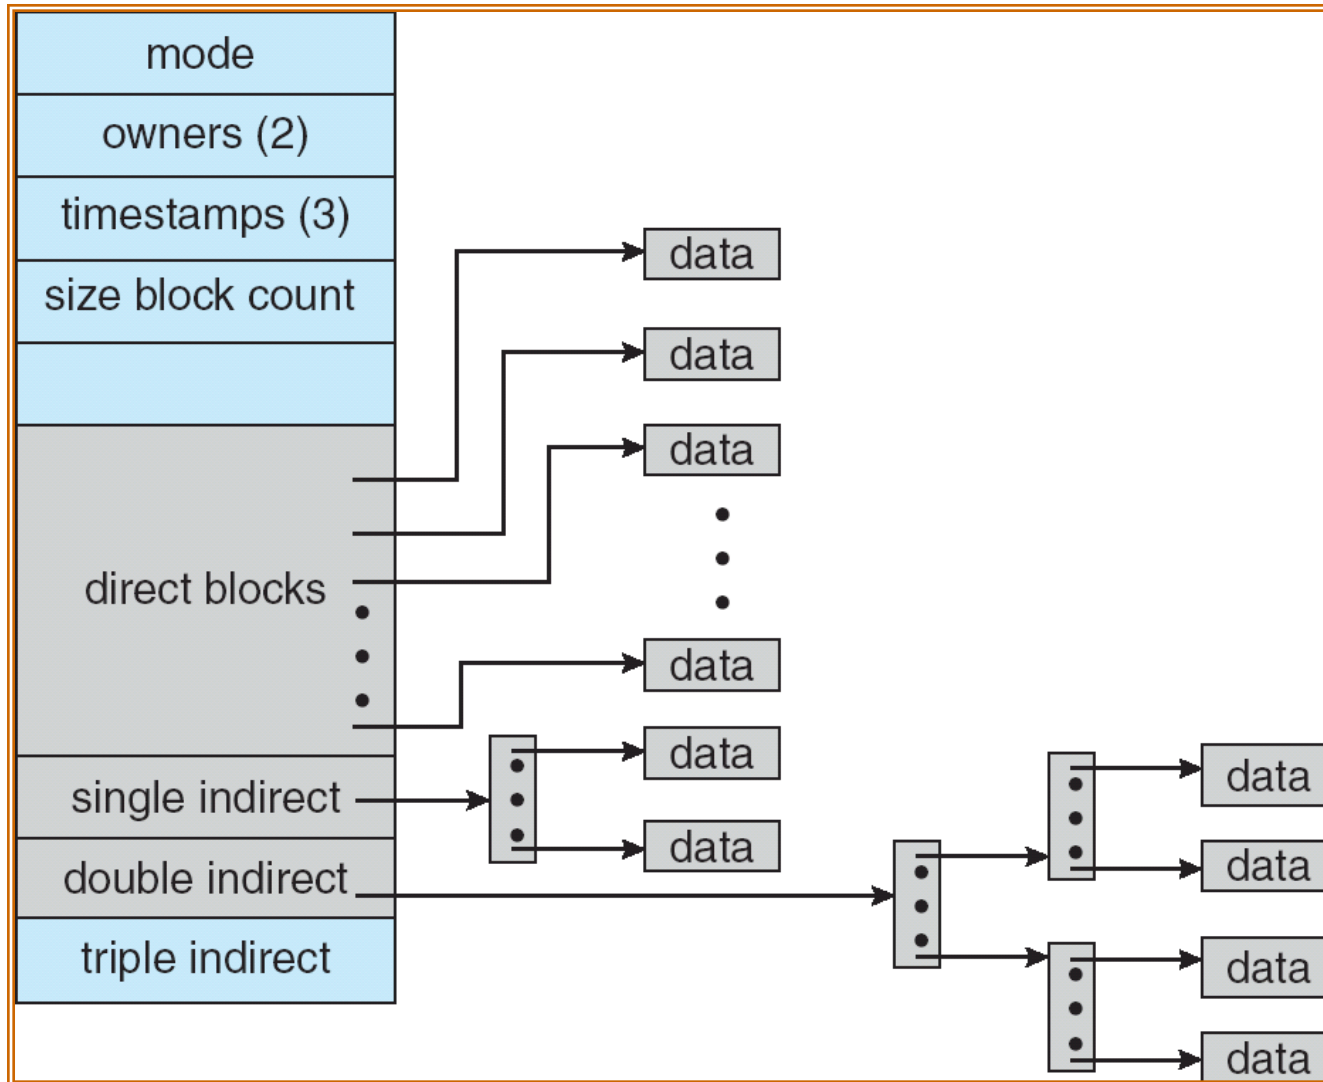 mode
owners (2)
timestamps (3)
size block count
direct blocks
single indirect
double indirect
triple indirect
data
data
data
data
data
data
data
data
data
data